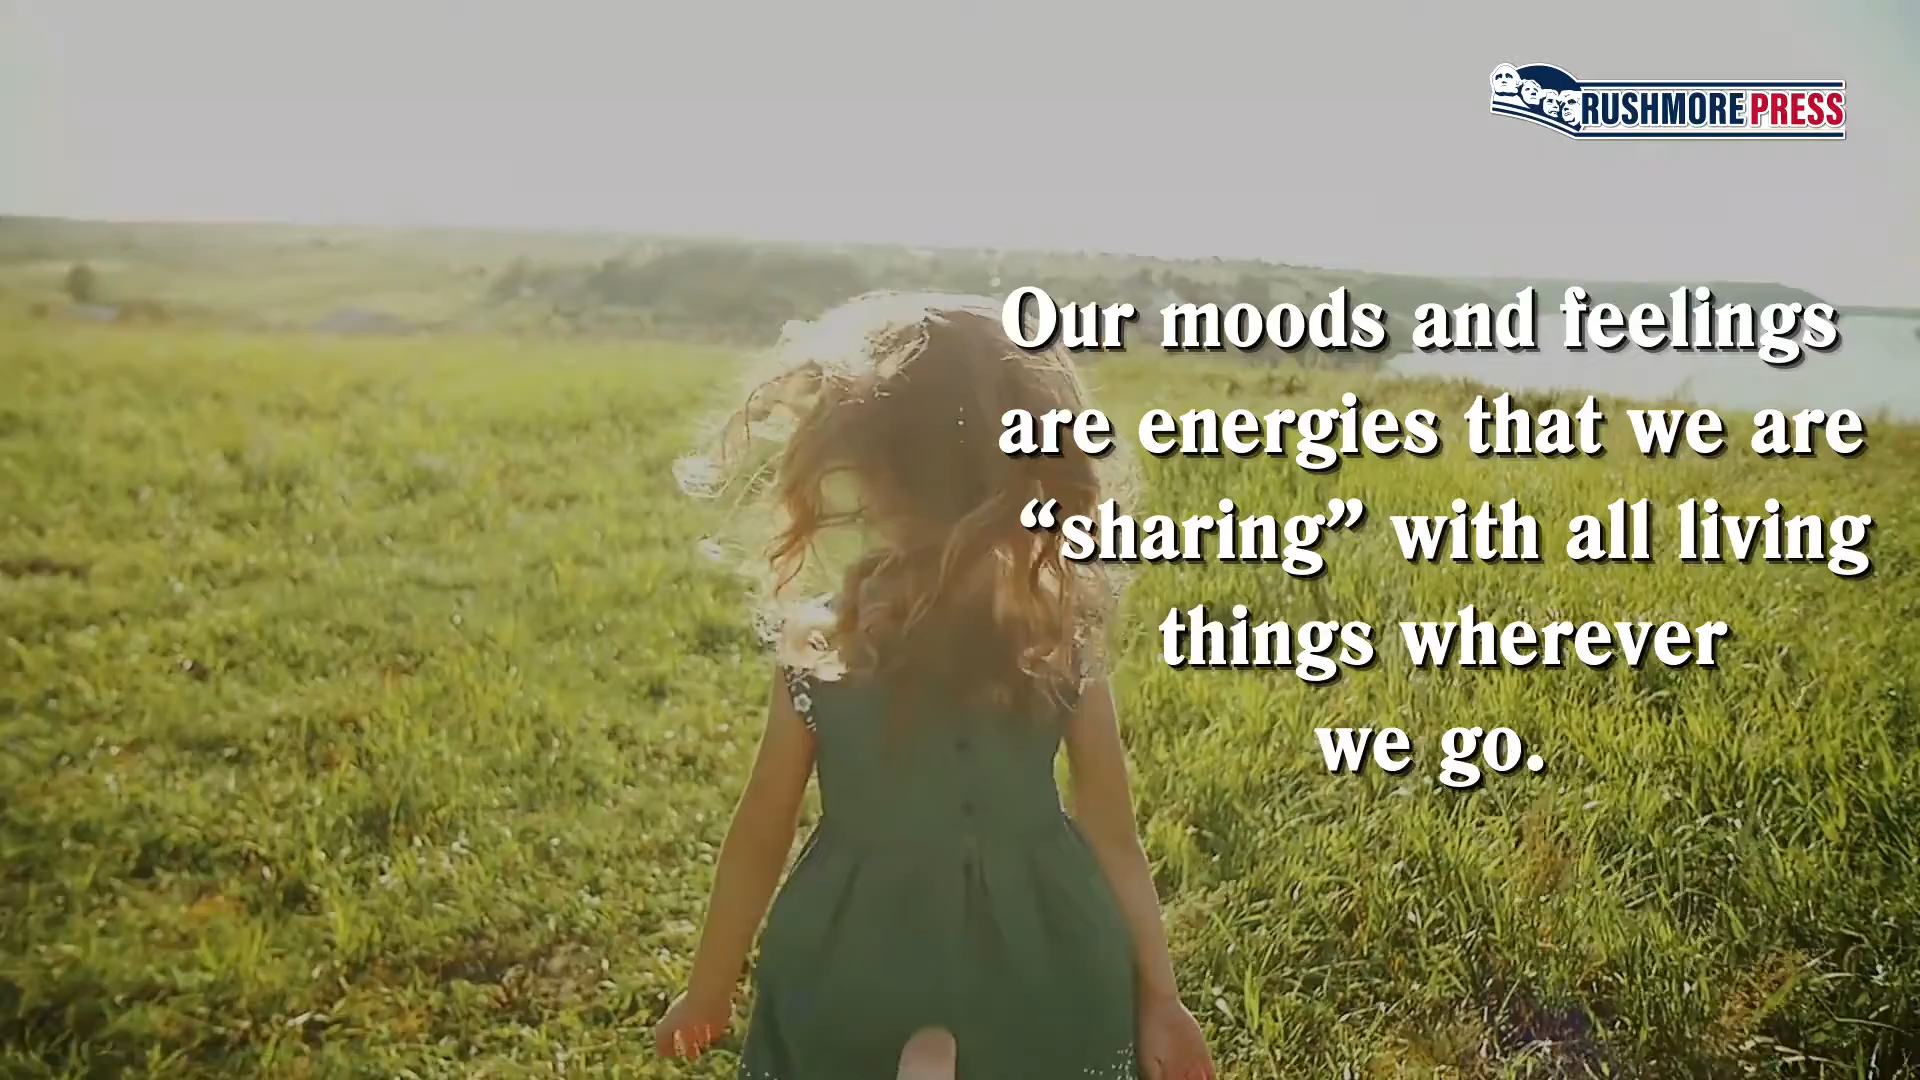 RUSHMORE PRESS
Our moods and feelings
are energies that we are
“sharing” with all living
things wherever
we go.